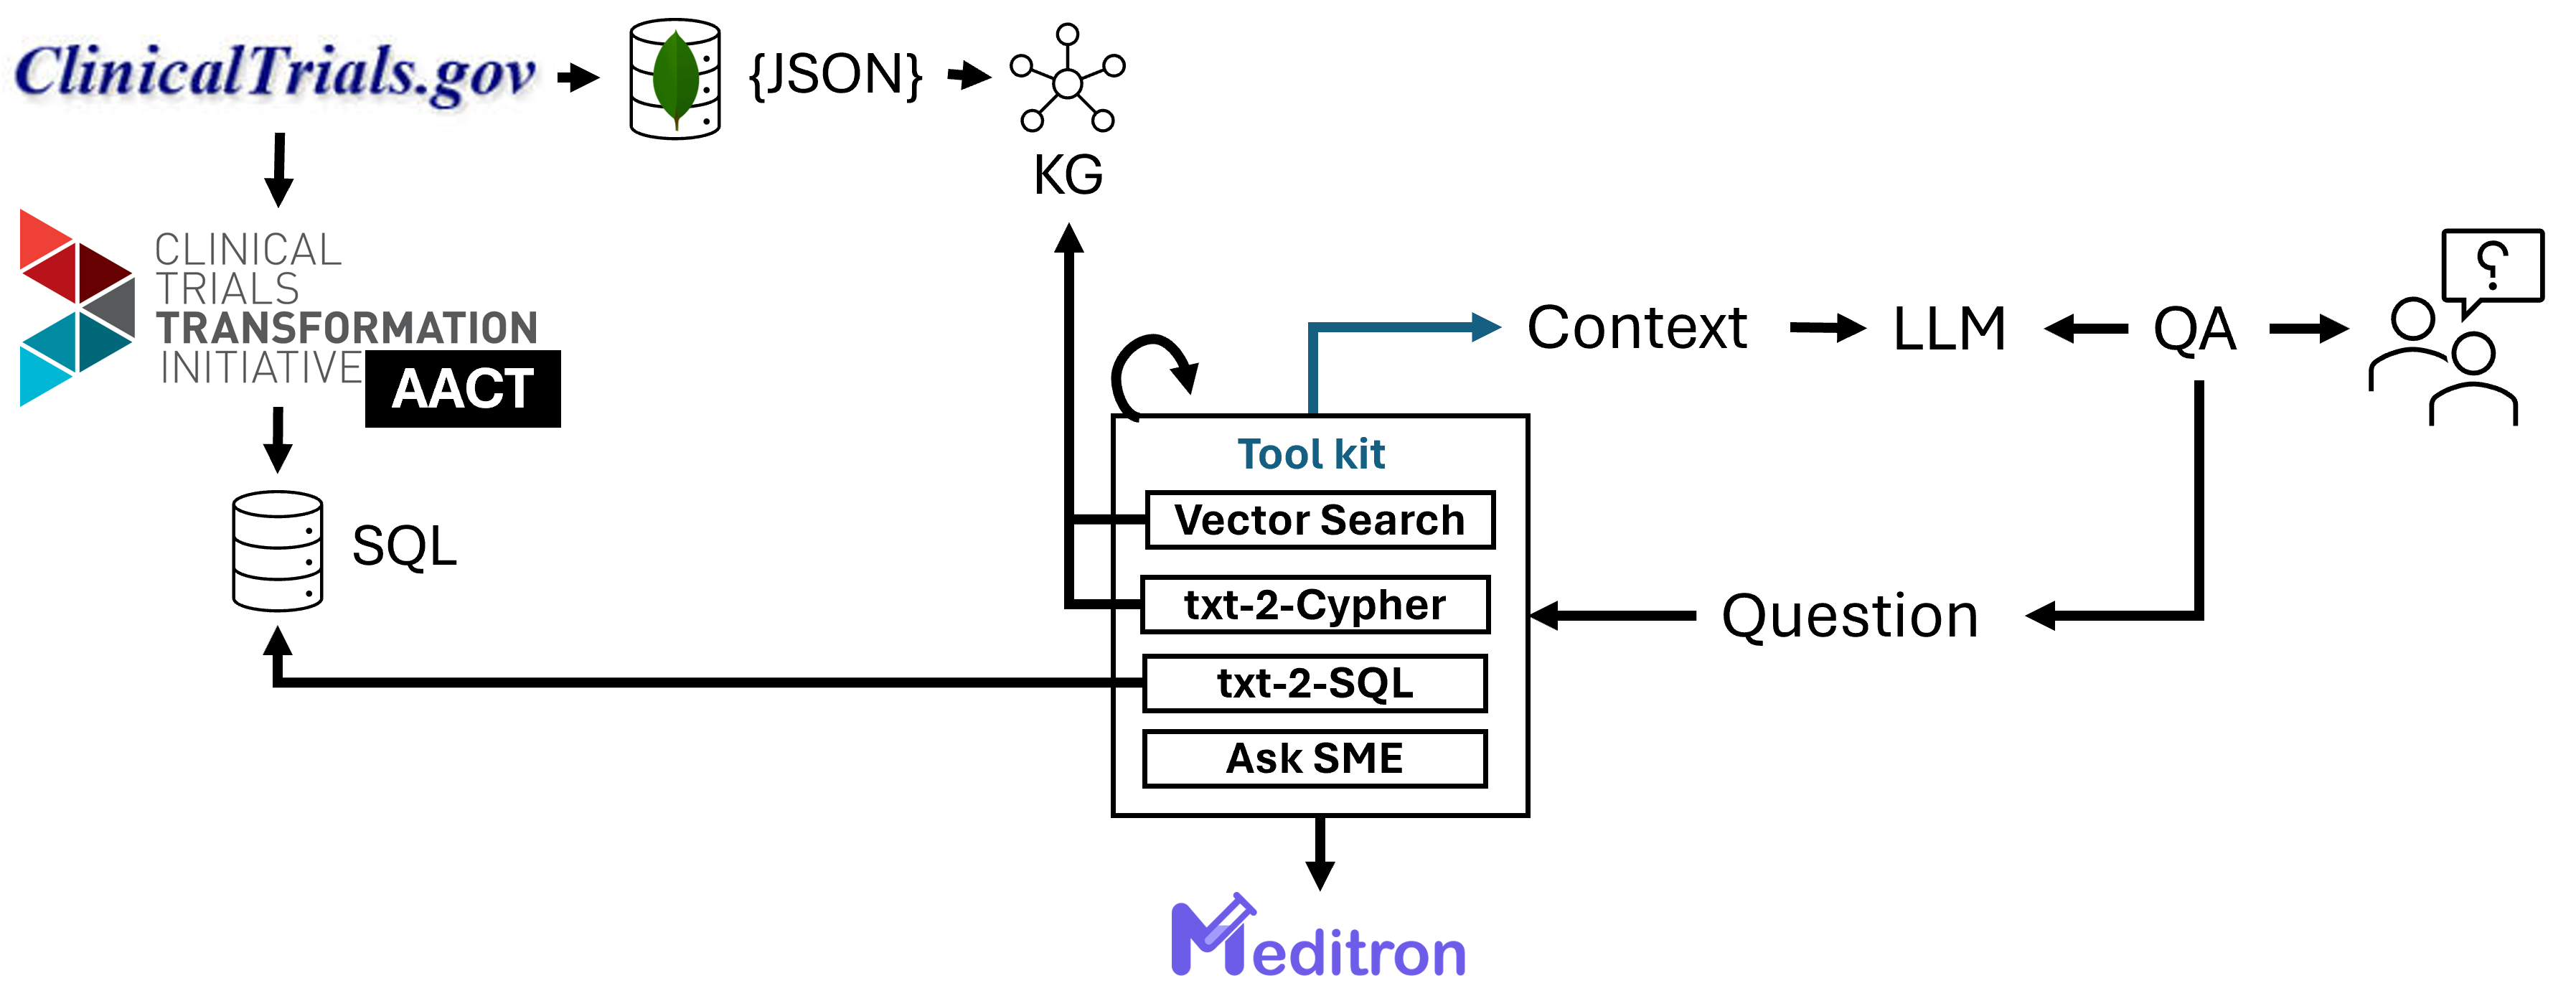 ClinicalTrials.gov
{JSON}
KG
CLINICAL
TRIALS
TRANSFORMATION
INITIATIVE
AACT
SQL
Context
LLM
QA
?
Tool kit
Vector Search
txt-2-Cypher
txt-2-SQL
Ask SME
Question
Meditron